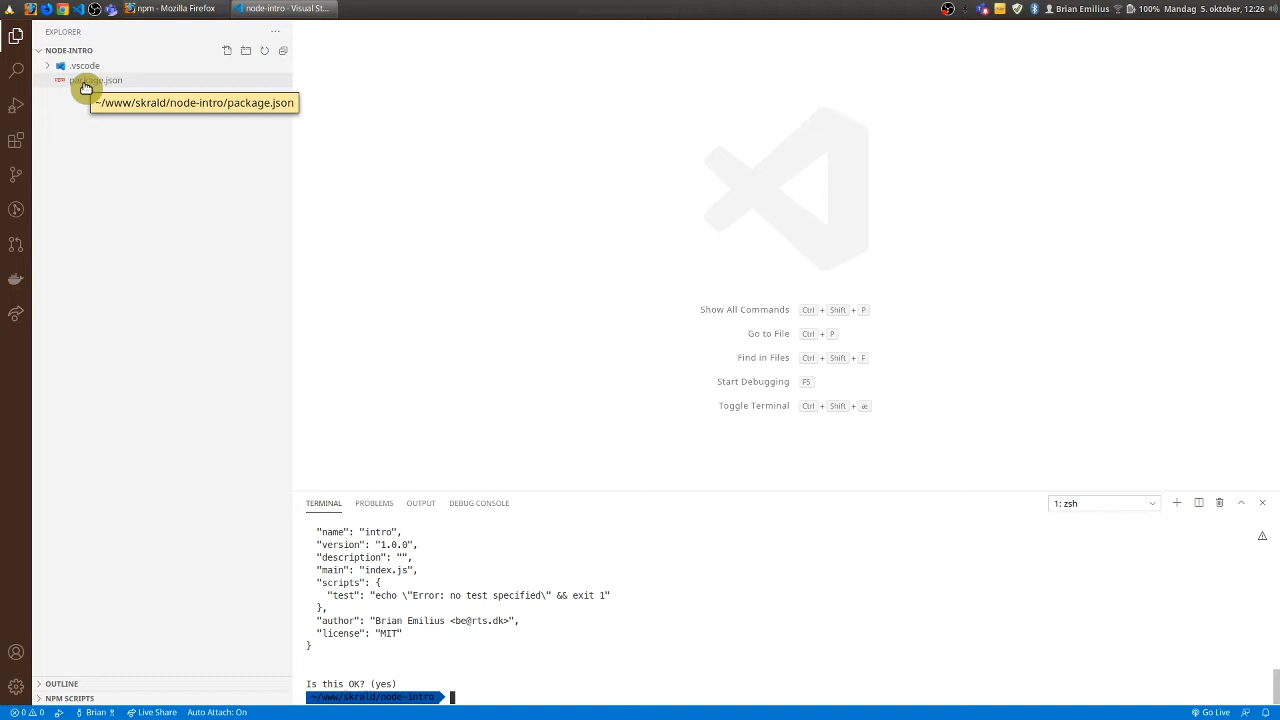 npm - Mozilla Firefox
node-intro - Visual St...
Brian Emilius
100%
Mandag 5. oktober, 12:26
EXPLORER
NODE-INTRO
.vscode
package.json
~/www/skrald/node-intro/package.json
Show All Commands Ctrl + Shift + P
Go to File Ctrl + P
Find in Files Ctrl + Shift + F
Start Debugging F5
Toggle Terminal Ctrl + Shift + æ
TERMINAL PROBLEMS OUTPUT DEBUG CONSOLE
1: zsh
"name": "intro",
"version": "1.0.0",
"description": "",
"main": "index.js",
"scripts": {
"test": "echo \"Error: no test specified\" && exit 1"
},
"author": "Brian Emilius <be@rts.dk>",
"license": "MIT"
}
Is this OK? (yes)
~/www/skrald/node-intro
OUTLINE
NPM SCRIPTS
0 0 Brian Live Share Auto Attach: On Go Live